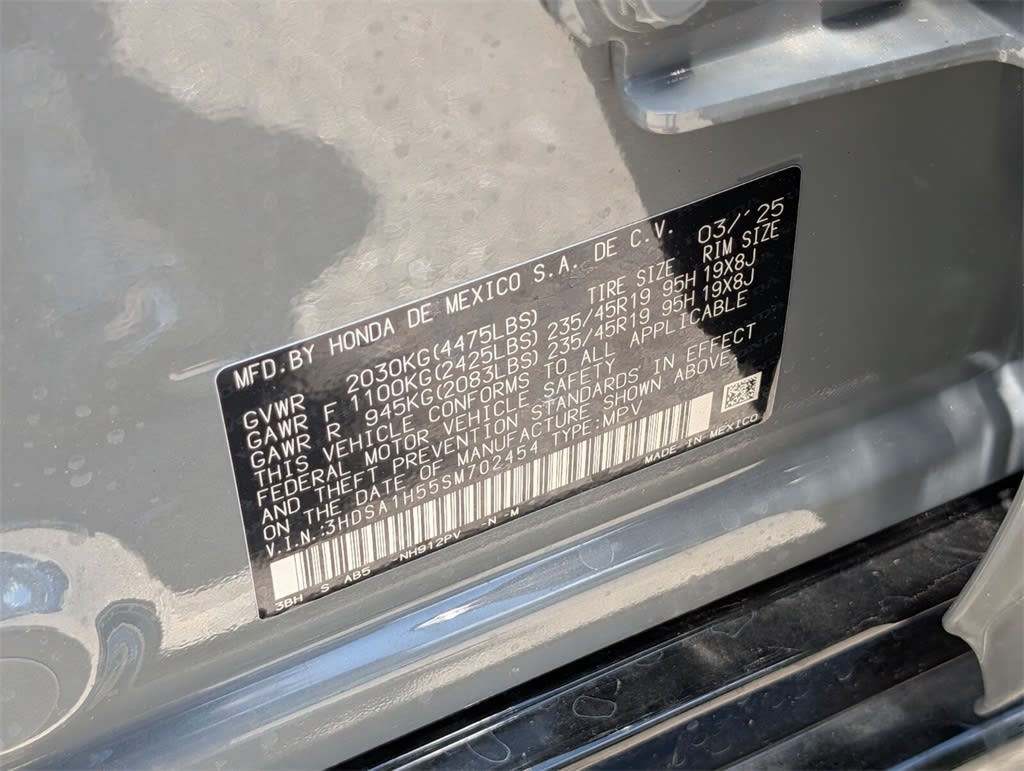 MFD.BY HONDA DE MEXICO S.A. DE C.V. 03/'25
GVWR 2030KG(4475LBS) TIRE SIZE RIM SIZE
GAWR F 1100KG(2425LBS) 235/45R19 95H 19X8J
GAWR R 945KG(2083LBS) 235/45R19 95H 19X8J
THIS VEHICLE CONFORMS TO ALL APPLICABLE
FEDERAL MOTOR VEHICLE SAFETY
AND THEFT PREVENTION STANDARDS IN EFFECT
ON THE DATE OF MANUFACTURE SHOWN ABOVE.
V.I.N.:3HDSA1H55SM702454 TYPE:MPV
3BH S AB5 NH912PV -N -M MADE IN MEXICO